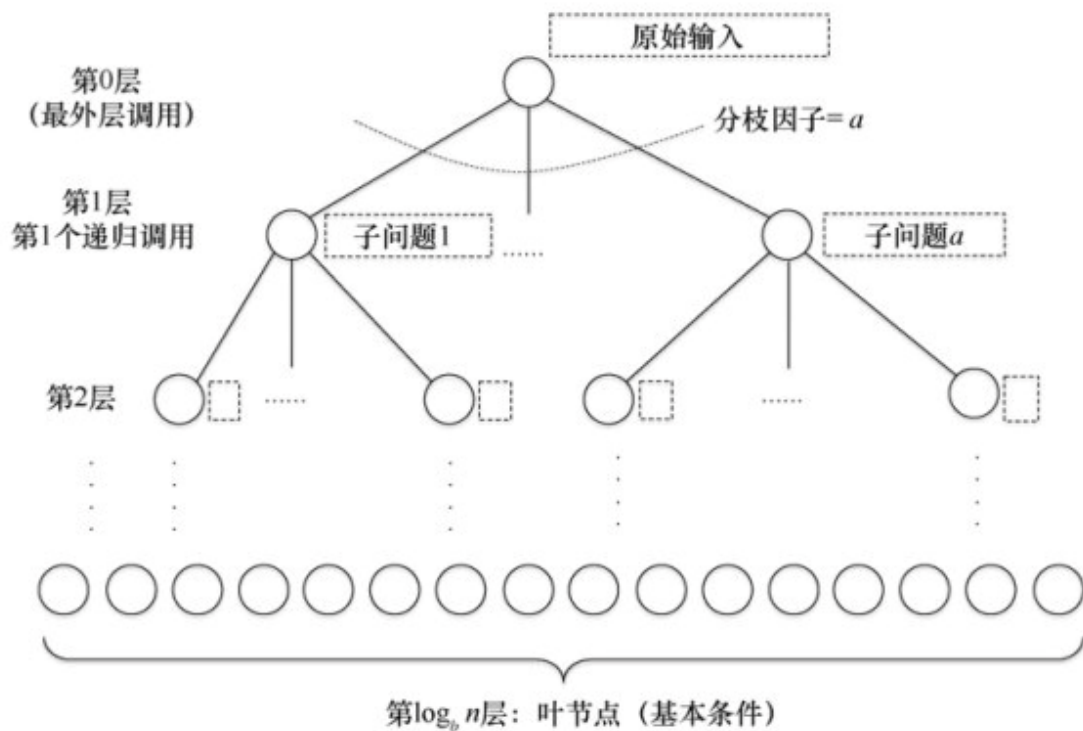 原始输入
第0层
(最外层调用)
分枝因子=a
第1层
第1个递归调用
子问题1
......
子问题a
第2层
......
......
第log_b n层：叶节点（基本条件）